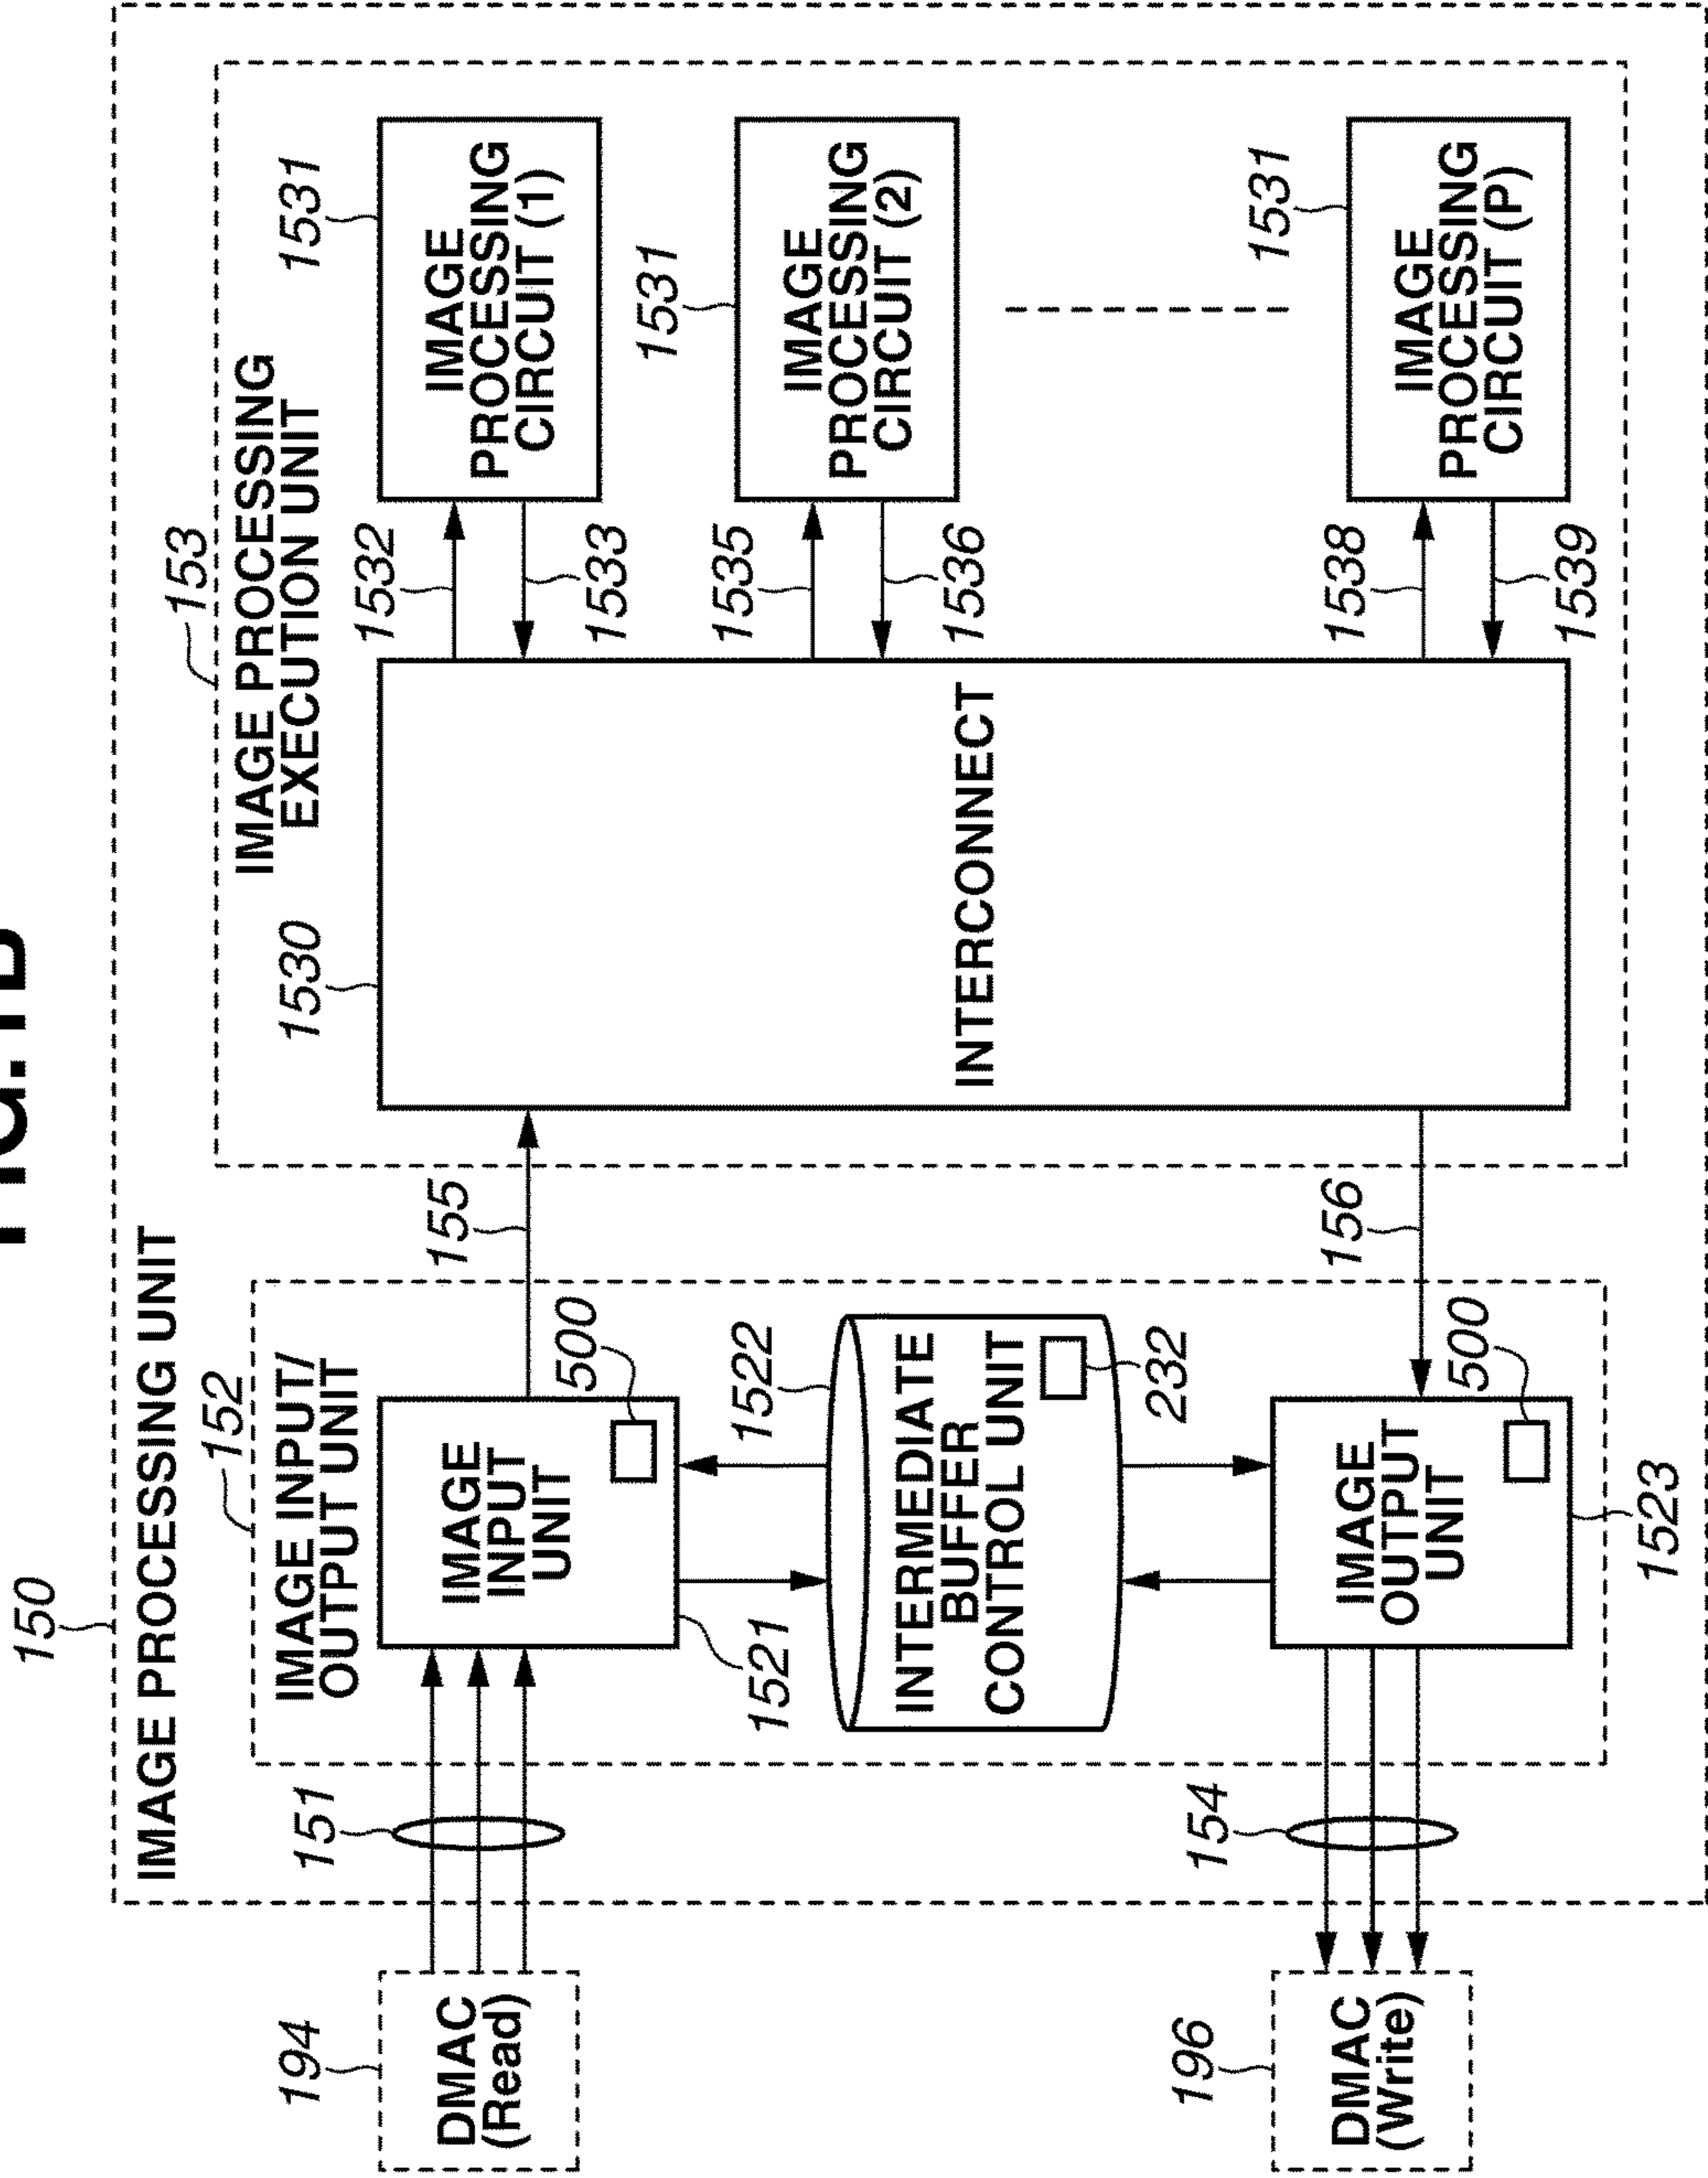 FIG.1B
150
IMAGE PROCESSING UNIT
152
IMAGE INPUT/
OUTPUT UNIT
153
IMAGE PROCESSING
EXECUTION UNIT
194
DMAC
(Read)
151
IMAGE
INPUT
UNIT
500
1521
155
1530
INTERCONNECT
1532
1533
1531
IMAGE
PROCESSING
CIRCUIT (1)
1522
INTERMEDIATE
BUFFER
CONTROL UNIT
232
1535
1536
1531
IMAGE
PROCESSING
CIRCUIT (2)
196
DMAC
(Write)
154
IMAGE
OUTPUT
UNIT
500
1523
156
1538
1539
1531
IMAGE
PROCESSING
CIRCUIT (P)